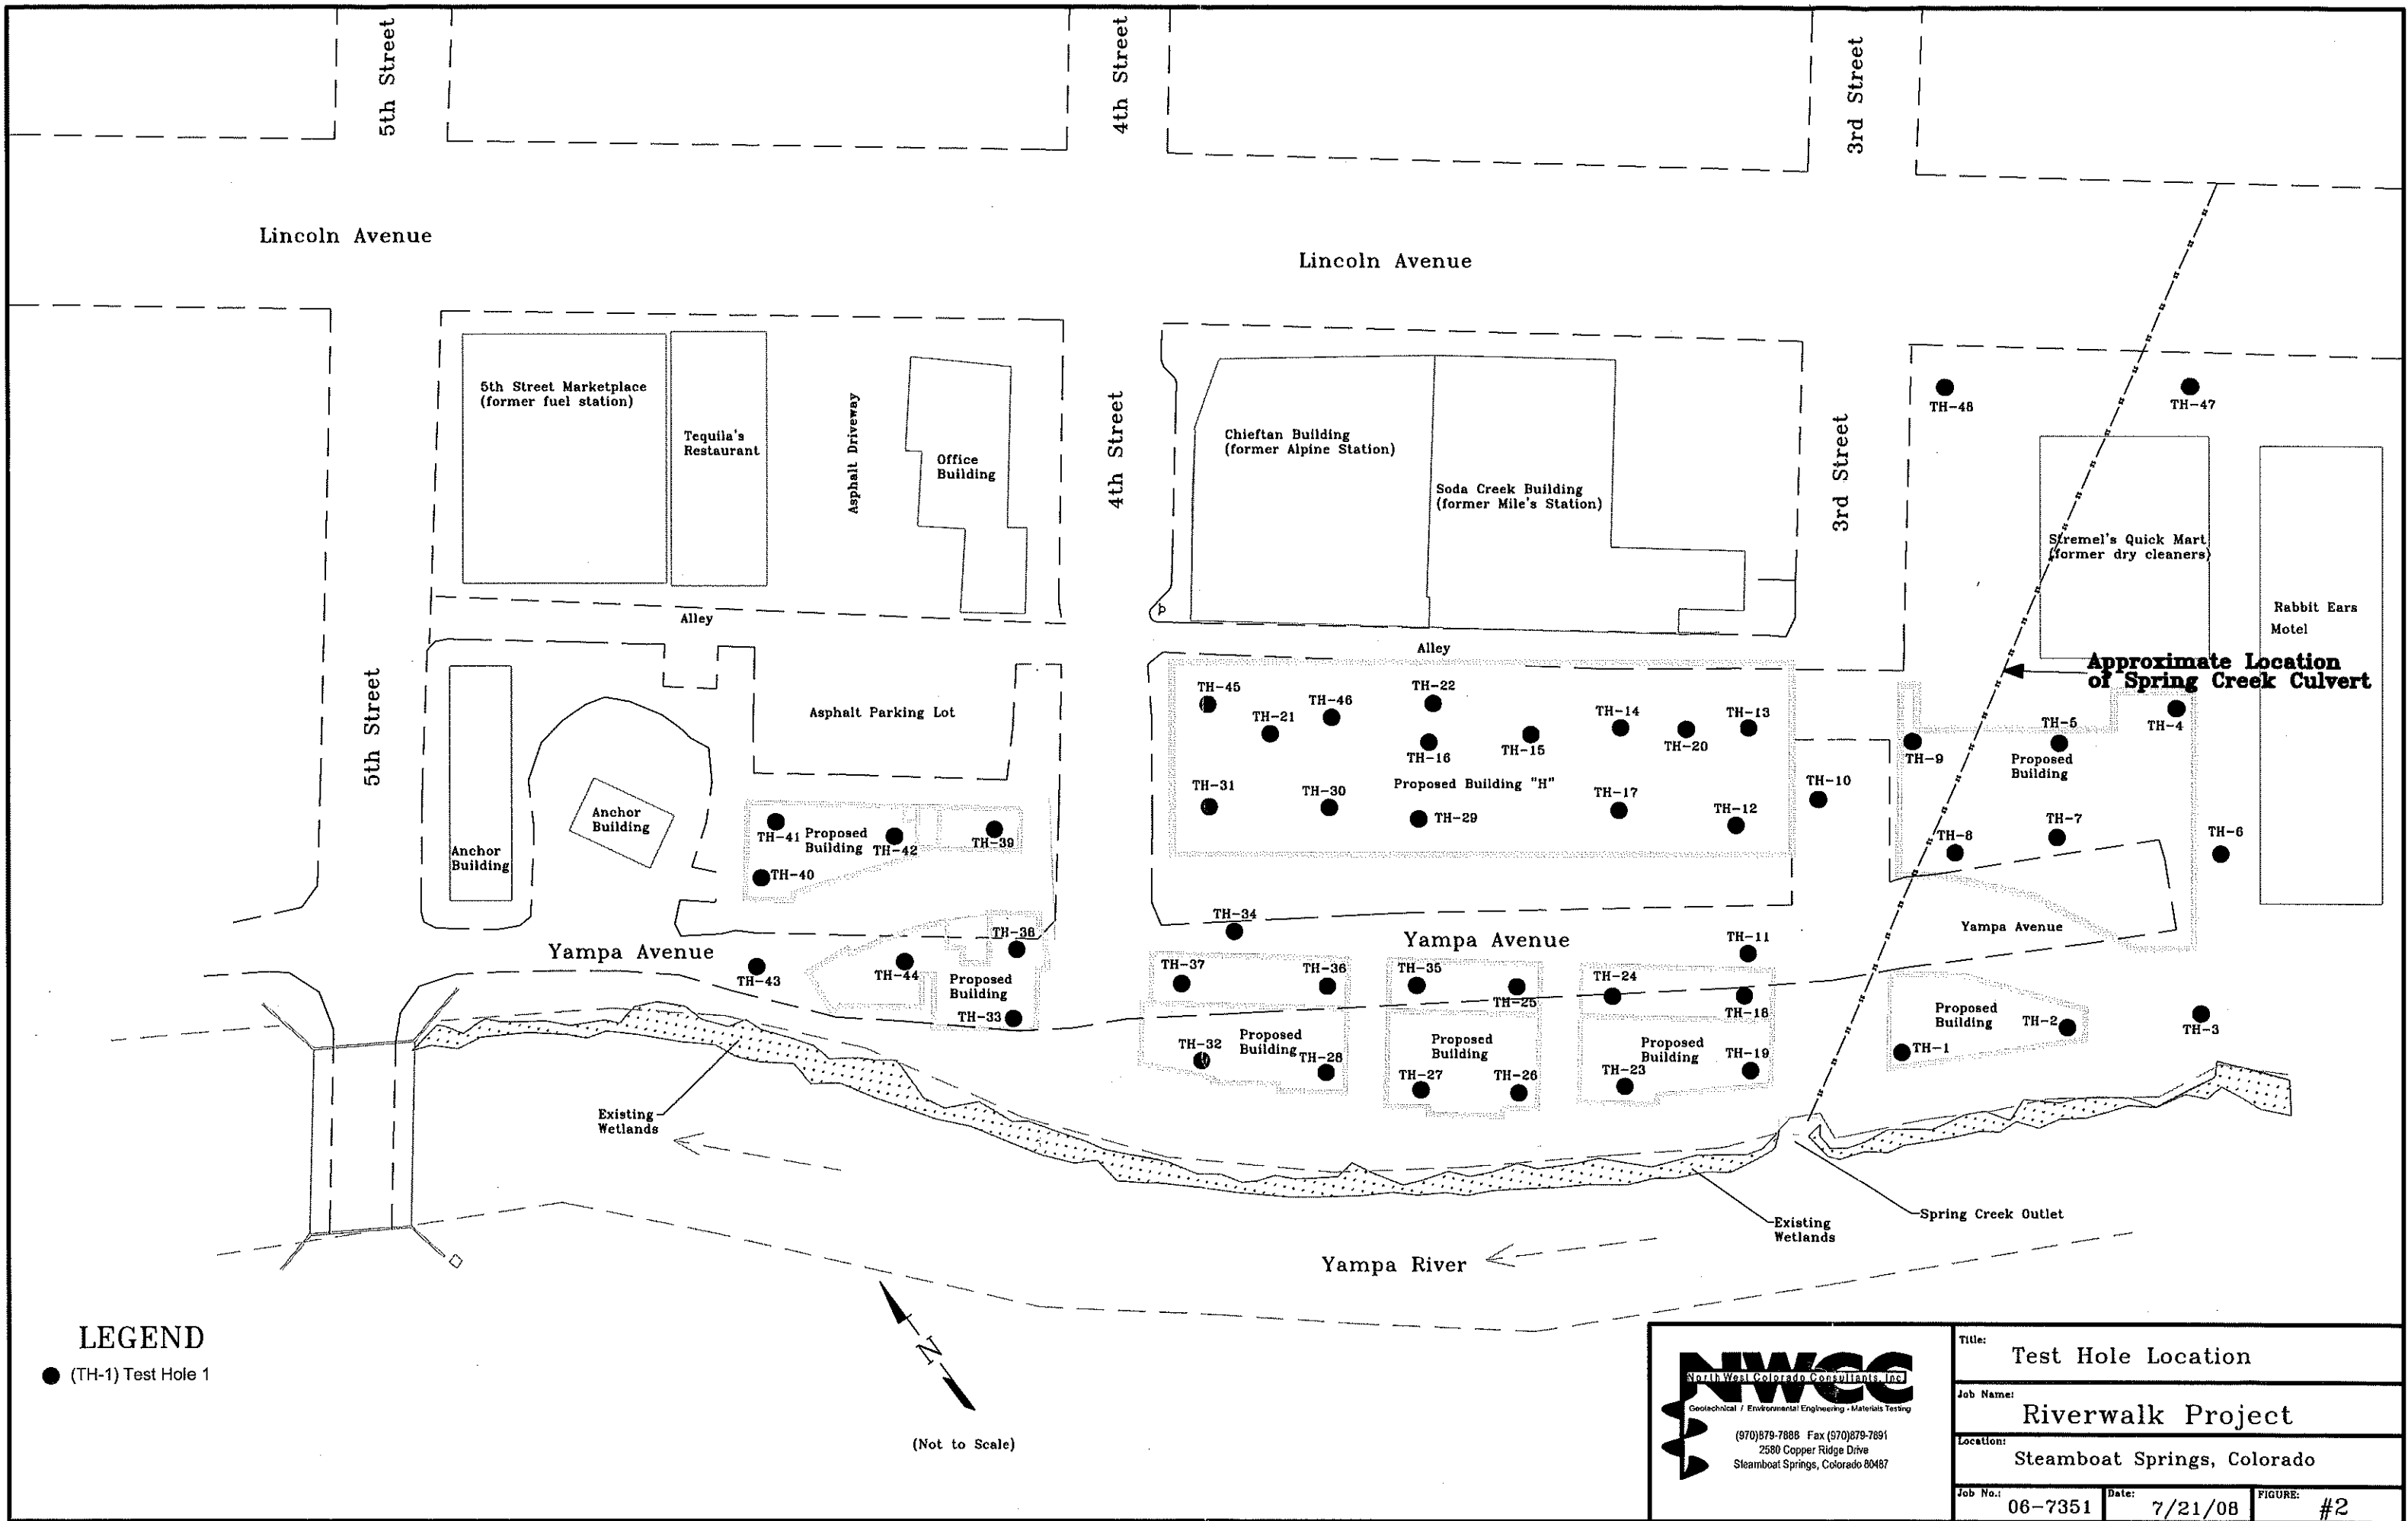 5th Street
4th Street
3rd Street
Lincoln Avenue
Lincoln Avenue
5th Street Marketplace
(former fuel station)
Tequila's
Restaurant
Asphalt Driveway
Office
Building
4th Street
Chieftan Building
(former Alpine Station)
Soda Creek Building
(former Mile's Station)
3rd Street
TH-48
TH-47
Stremel's Quick Mart
(former dry cleaners)
Rabbit Ears
Motel
Alley
Alley
Approximate Location
of Spring Creek Culvert
5th Street
Asphalt Parking Lot
Anchor
Building
Anchor
Building
TH-41
Proposed
Building
TH-42
TH-39
TH-40
TH-45
TH-46
TH-22
TH-21
TH-16
TH-15
TH-14
TH-20
TH-13
TH-31
TH-30
Proposed Building "H"
TH-29
TH-17
TH-12
TH-10
TH-9
TH-5
TH-4
Proposed
Building
TH-8
TH-7
TH-6
Yampa Avenue
TH-43
TH-44
TH-38
Proposed
Building
TH-33
TH-34
Yampa Avenue
TH-11
Yampa Avenue
TH-37
TH-36
TH-35
TH-25
TH-24
TH-18
TH-32
Proposed
Building
TH-28
Proposed
Building
TH-27
TH-26
Proposed
Building
TH-23
TH-19
Proposed
Building
TH-1
TH-2
TH-3
Existing
Wetlands
Existing
Wetlands
Spring Creek Outlet
Yampa River
N
(Not to Scale)
LEGEND
(TH-1) Test Hole 1
NWCC
North West Colorado Consultants, Inc.
Geotechnical / Environmental Engineering - Materials Testing
(970)879-7888 Fax (970)879-7891
2580 Copper Ridge Drive
Steamboat Springs, Colorado 80487
Title:
Test Hole Location
Job Name:
Riverwalk Project
Location:
Steamboat Springs, Colorado
Job No.: 06-7351
Date: 7/21/08
FIGURE: #2